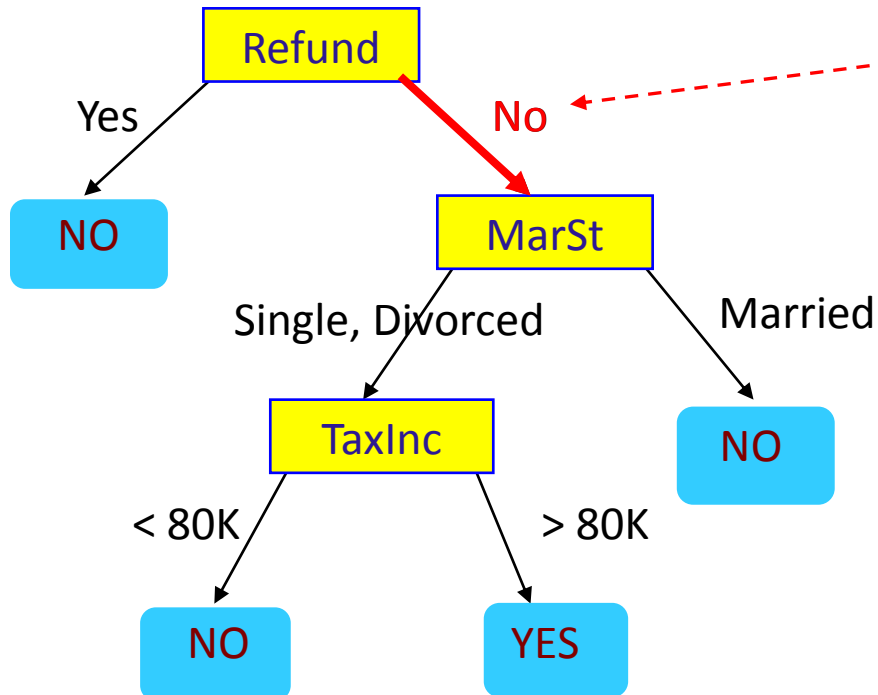 Refund
Yes
No
NO
MarSt
Single, Divorced
Married
TaxInc
NO
< 80K
> 80K
NO
YES